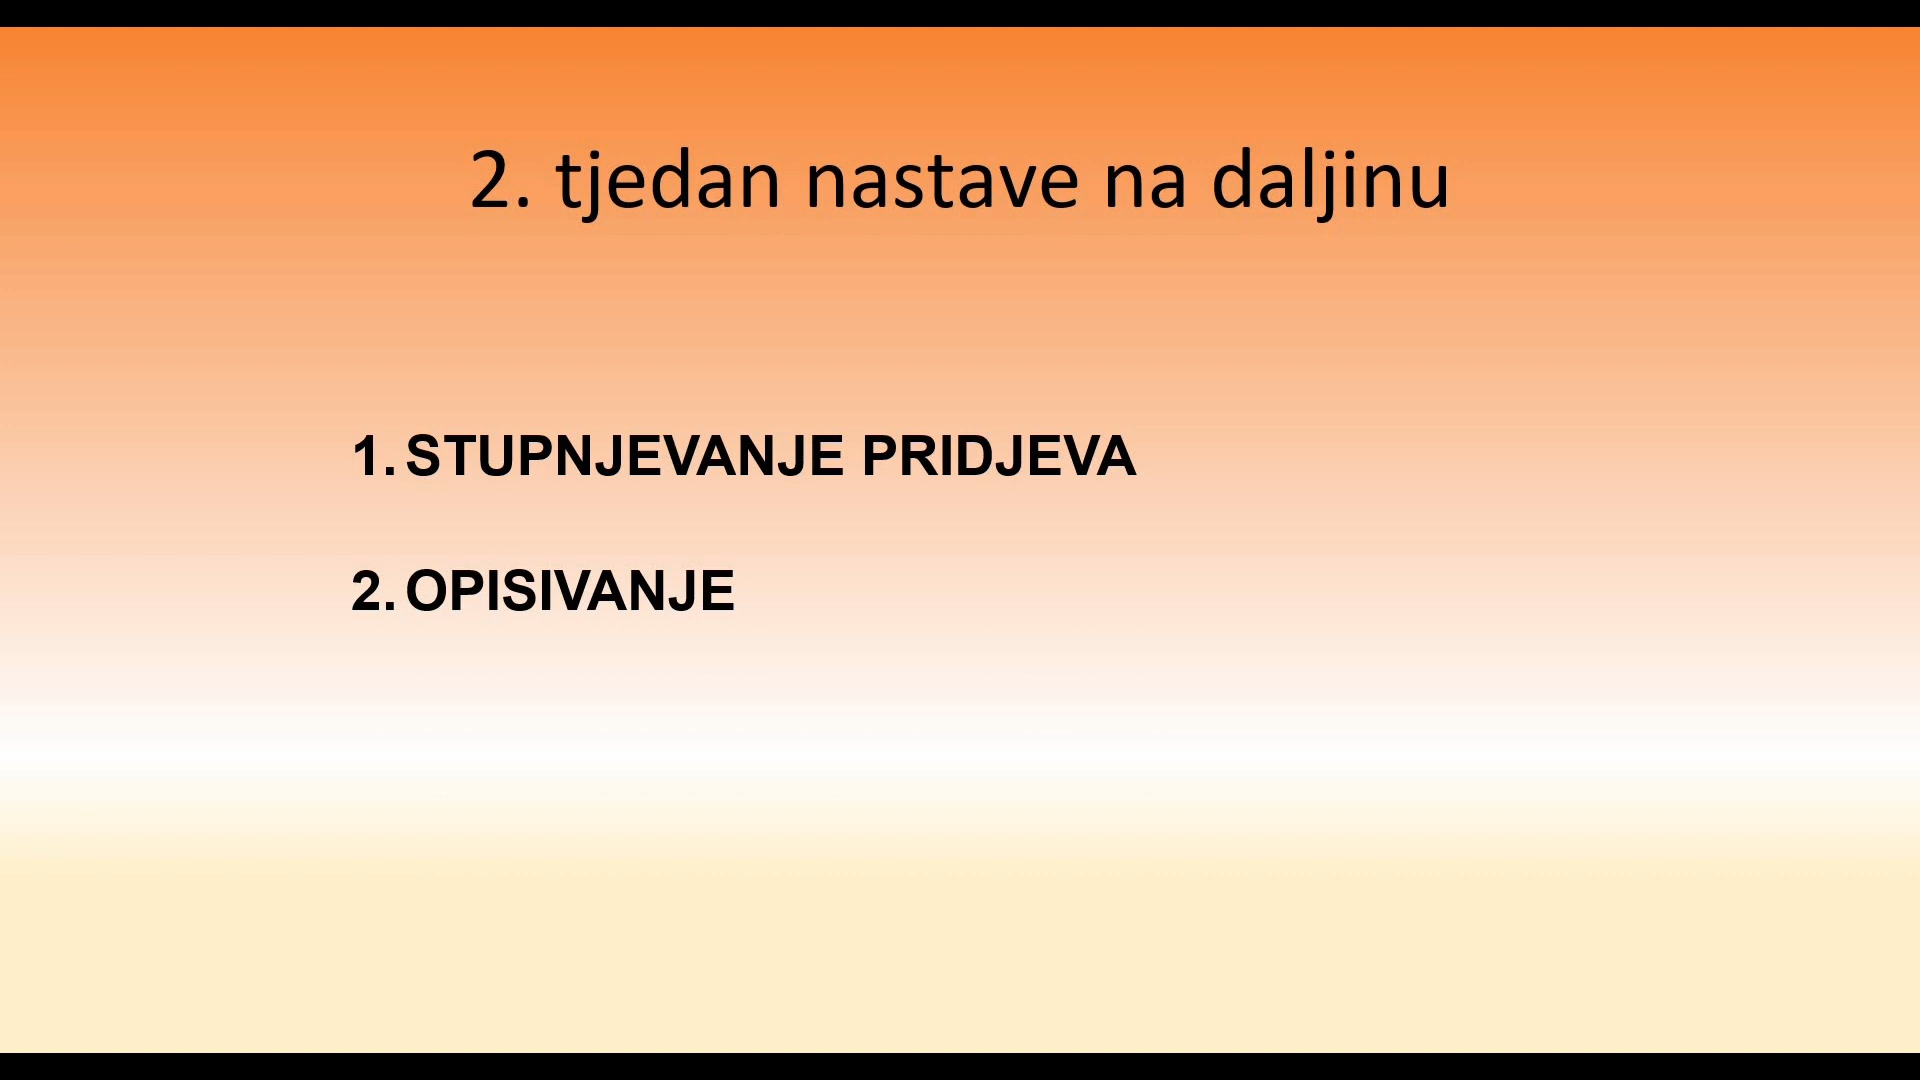 2. tjedan nastave na daljinu
1. STUPNJEVANJE PRIDJEVA
2. OPISIVANJE